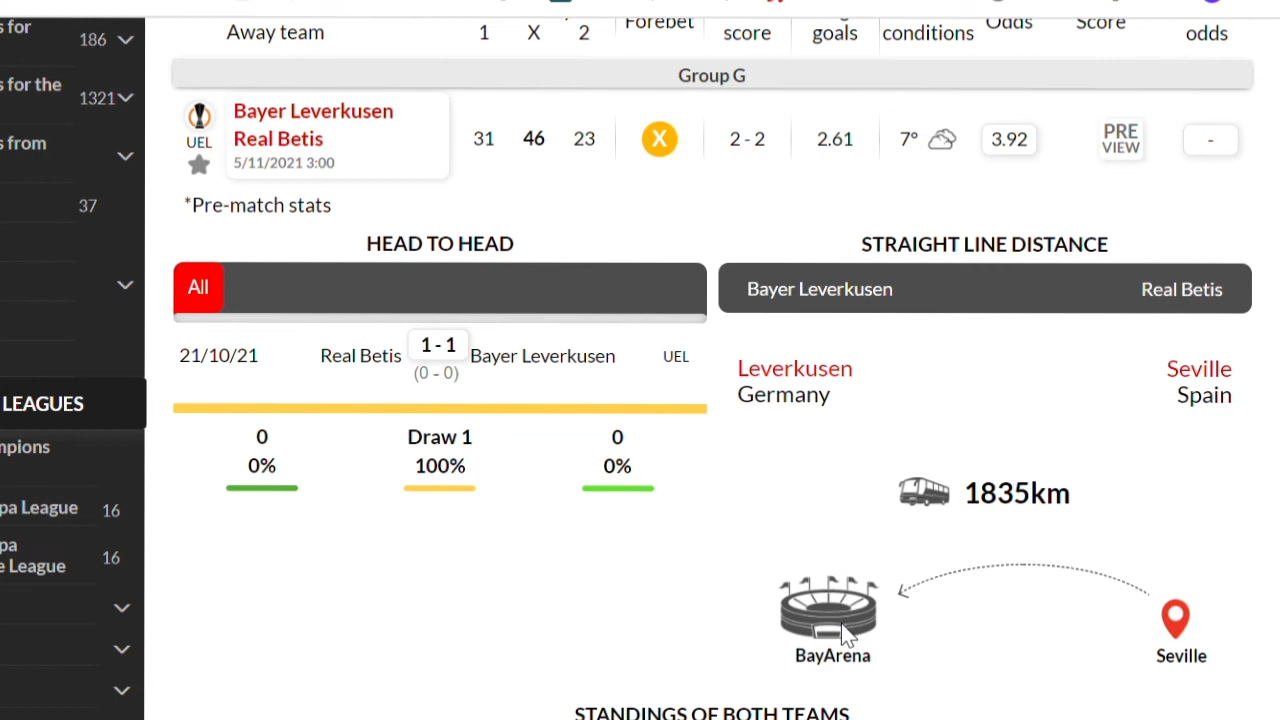 s for
186
s for the
1321
s from
37
LEAGUES
mpions
pa League
16
pa
e League
16
Away team
1
X
2
Forebet
score
goals
conditions
Odds
Score
odds
Group G
UEL
Bayer Leverkusen
Real Betis
5/11/2021 3:00
31
46
23
X
2 - 2
2.61
7°
3.92
PRE
VIEW
-
*Pre-match stats
HEAD TO HEAD
All
21/10/21
Real Betis
1 - 1
(0 - 0)
Bayer Leverkusen
UEL
0
0%
Draw 1
100%
0
0%
STRAIGHT LINE DISTANCE
Bayer Leverkusen
Real Betis
Leverkusen
Germany
Seville
Spain
1835km
BayArena
Seville
STANDINGS OF BOTH TEAMS